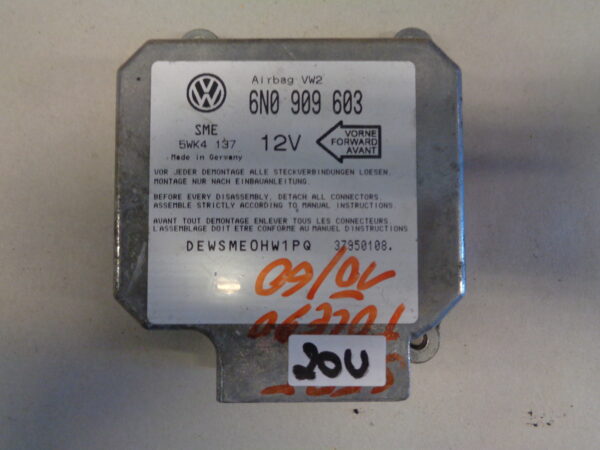 Airbag VW2
6N0 909 603
SME
5WK4 137
Made in Germany
12V
VORNE
FORWARD
AVANT
VOR JEDER DEMONTAGE ALLE STECKVERBINDUNGEN LOESEN.
MONTAGE NUR NACH EINBAUANLEITUNG.
BEFORE EVERY DISASSEMBLY, DETACH ALL CONNECTORS.
ASSEMBLE STRICTLY ACCORDING TO MANUAL INSTRUCTIONS.
AVANT TOUT DEMONTAGE ENLEVER TOUS LES CONNECTEURS.
L'ASSEMBLAGE DOIT ETRE CONFORME AU MANUEL D'INSTRUCTIONS
DEWSMEOHW1PQ 37950108.
20U